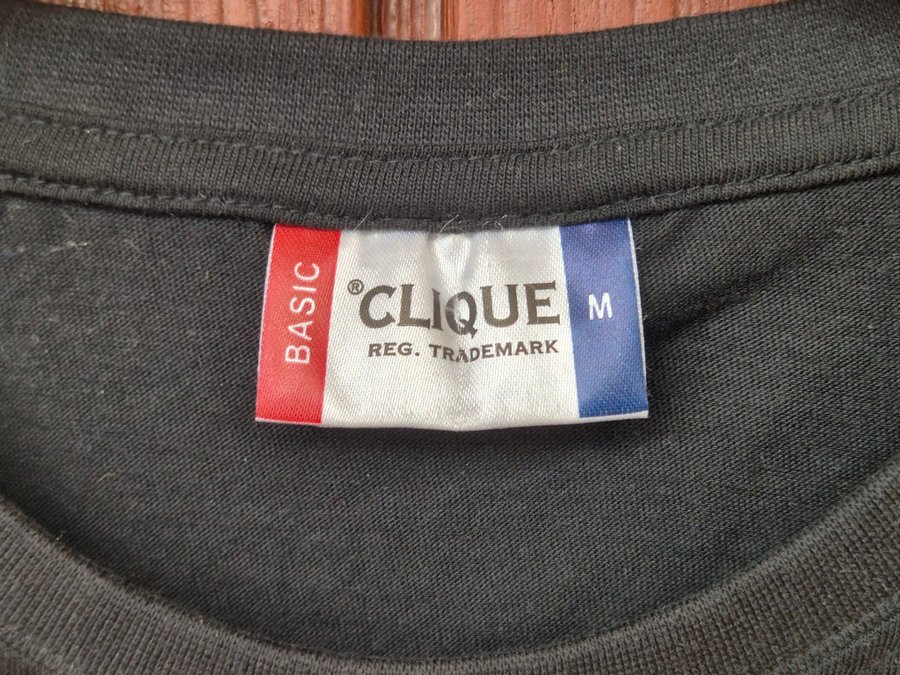 BASIC
®CLIQUE
REG. TRADEMARK
M